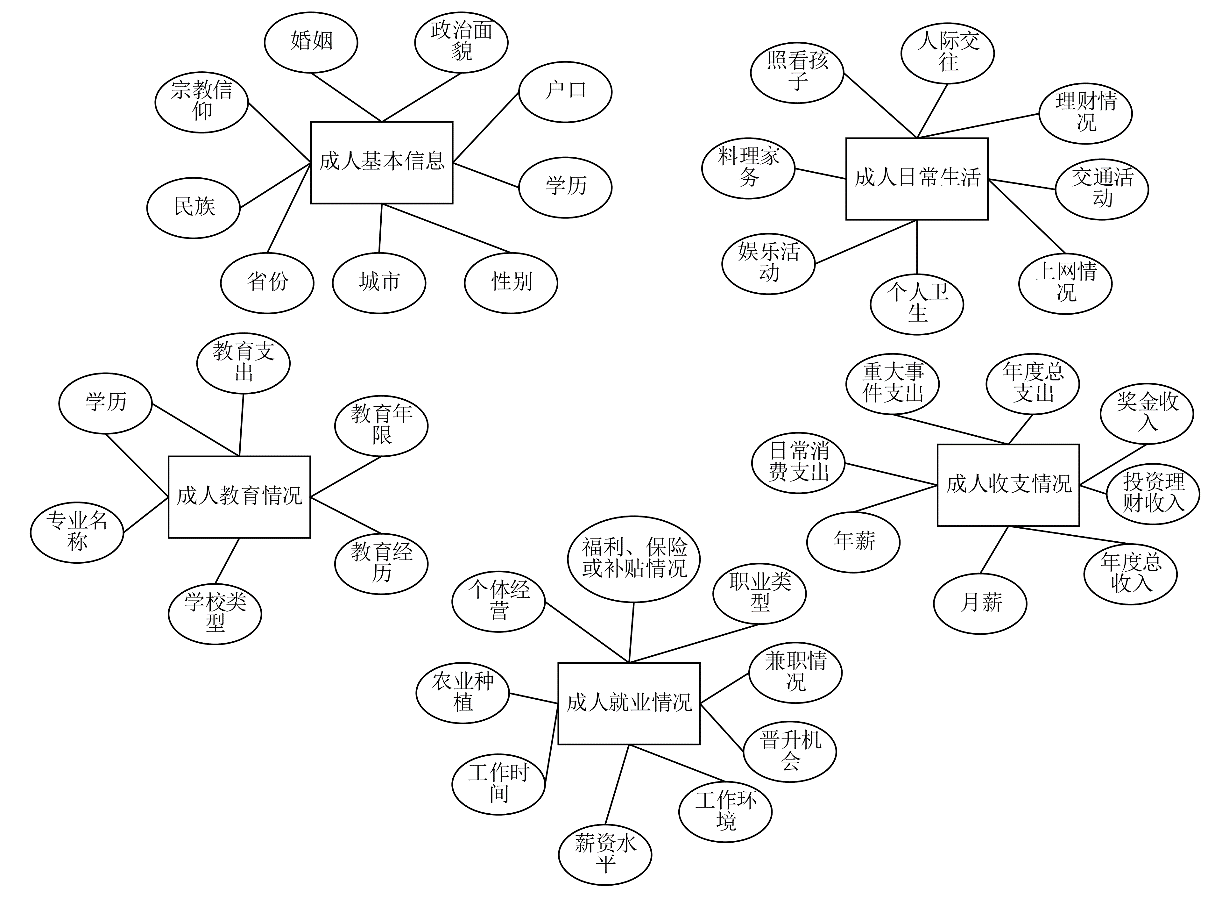 婚姻
政治面
貌
宗教信
仰
户口
成人基本信息
学历
民族
省份
城市
性别
人际交
往
照看孩
子
理财情
况
料理家
务
成人日常生活
交通活
动
娱乐活
动
上网情
况
个人卫
生
教育支
出
学历
教育年
限
成人教育情况
专业名
称
教育经
历
学校类
型
重大事
件支出
年度总
支出
奖金收
入
日常消
费支出
成人收支情况
投资理
财收入
年薪
年度总
收入
月薪
福利、保险
或补贴情况
个体经
营
职业类
型
兼职情
况
农业种
植
成人就业情况
晋升机
会
工作时
间
工作环
境
薪资水
平